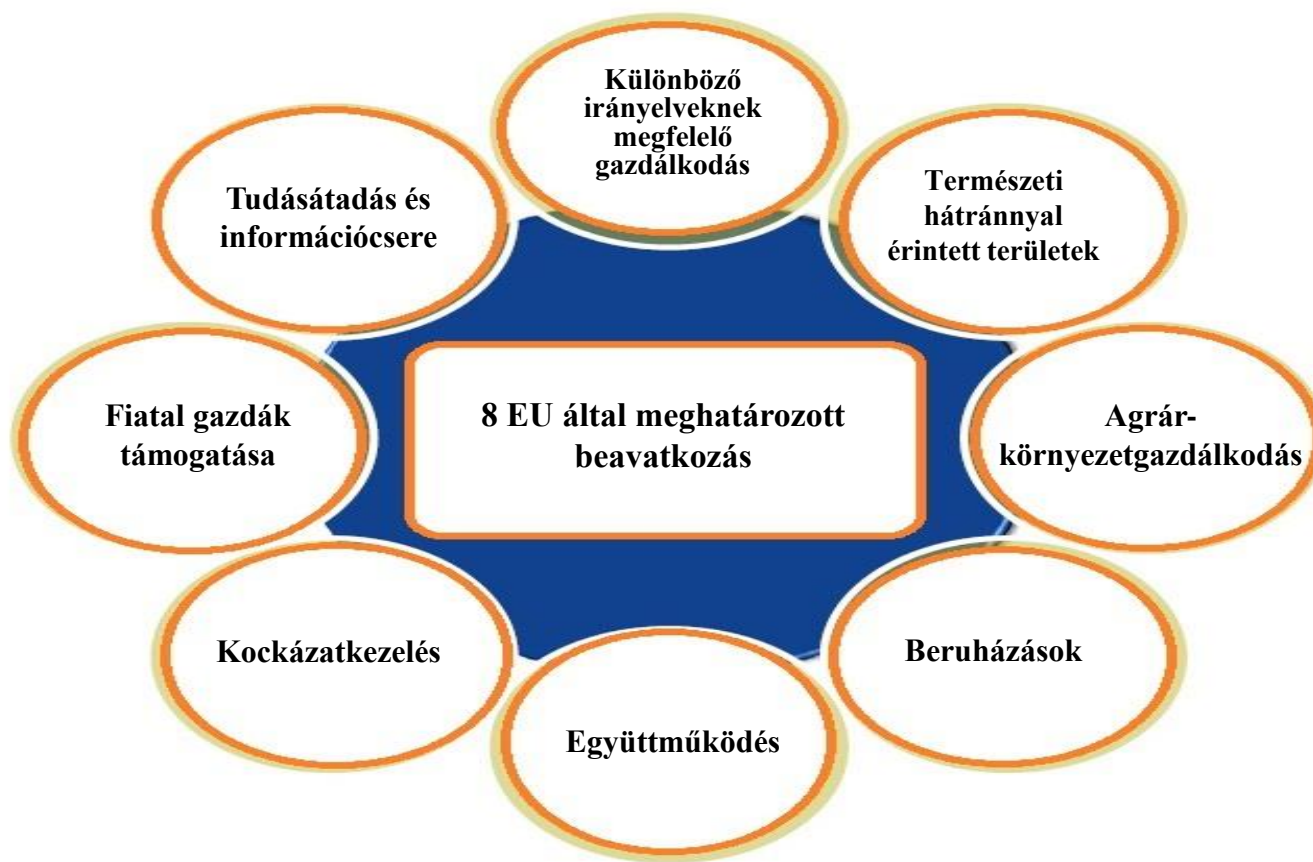 Különböző
irányelveknek
megfelelő
gazdálkodás
Tudásátadás és
információcsere
Természeti
hátránnyal
érintett területek
Fiatal gazdák
támogatása
8 EU által meghatározott
beavatkozás
Agrár-
környezetgazdálkodás
Kockázatkezelés
Beruházások
Együttműködés